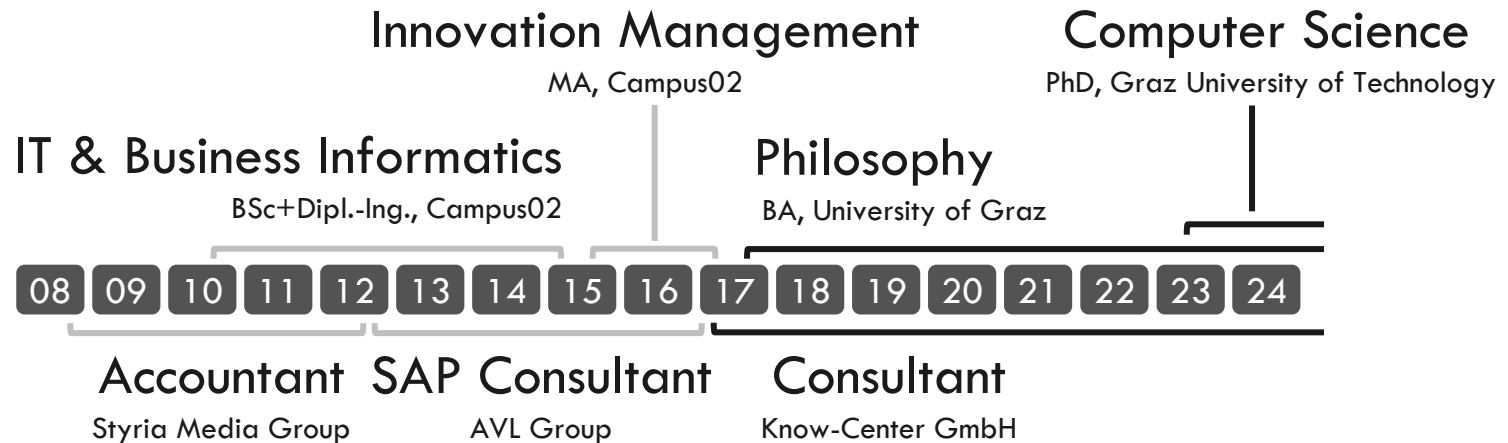 Innovation Management
MA, Campus02
Computer Science
PhD, Graz University of Technology
IT & Business Informatics
BSc+Dipl.-Ing., Campus02
Philosophy
BA, University of Graz
08 09 10 11 12 13 14 15 16 17 18 19 20 21 22 23 24
Accountant
Styria Media Group
SAP Consultant
AVL Group
Consultant
Know-Center GmbH